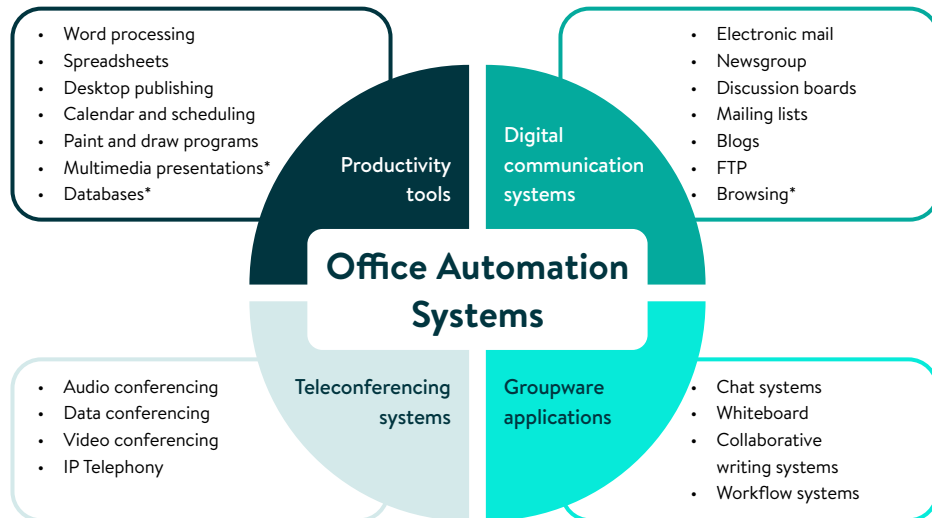 • Word processing
• Spreadsheets
• Desktop publishing
• Calendar and scheduling
• Paint and draw programs
• Multimedia presentations*
• Databases*
Productivity
tools
• Electronic mail
• Newsgroup
• Discussion boards
• Mailing lists
• Blogs
• FTP
• Browsing*
Digital
communication
systems
Office Automation
Systems
• Audio conferencing
• Data conferencing
• Video conferencing
• IP Telephony
Teleconferencing
systems
Groupware
applications
• Chat systems
• Whiteboard
• Collaborative
writing systems
• Workflow systems